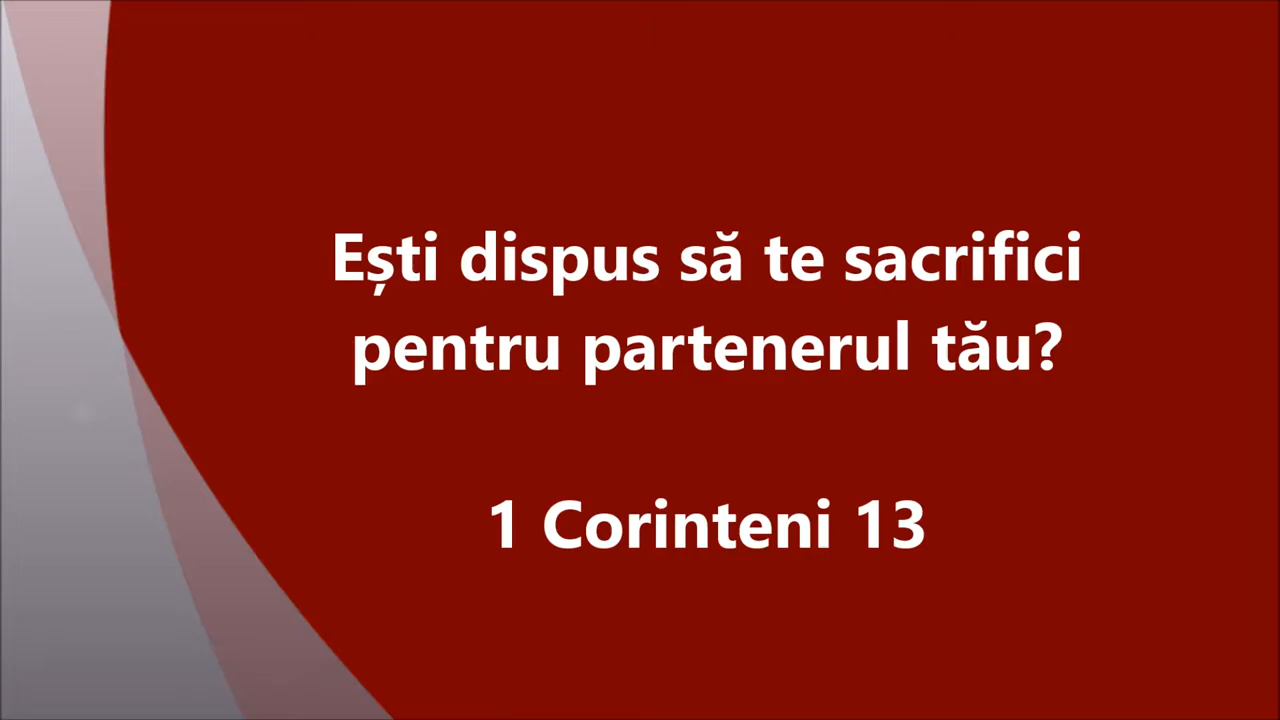 Ești dispus să te sacrifici
pentru partenerul tău?
1 Corinteni 13